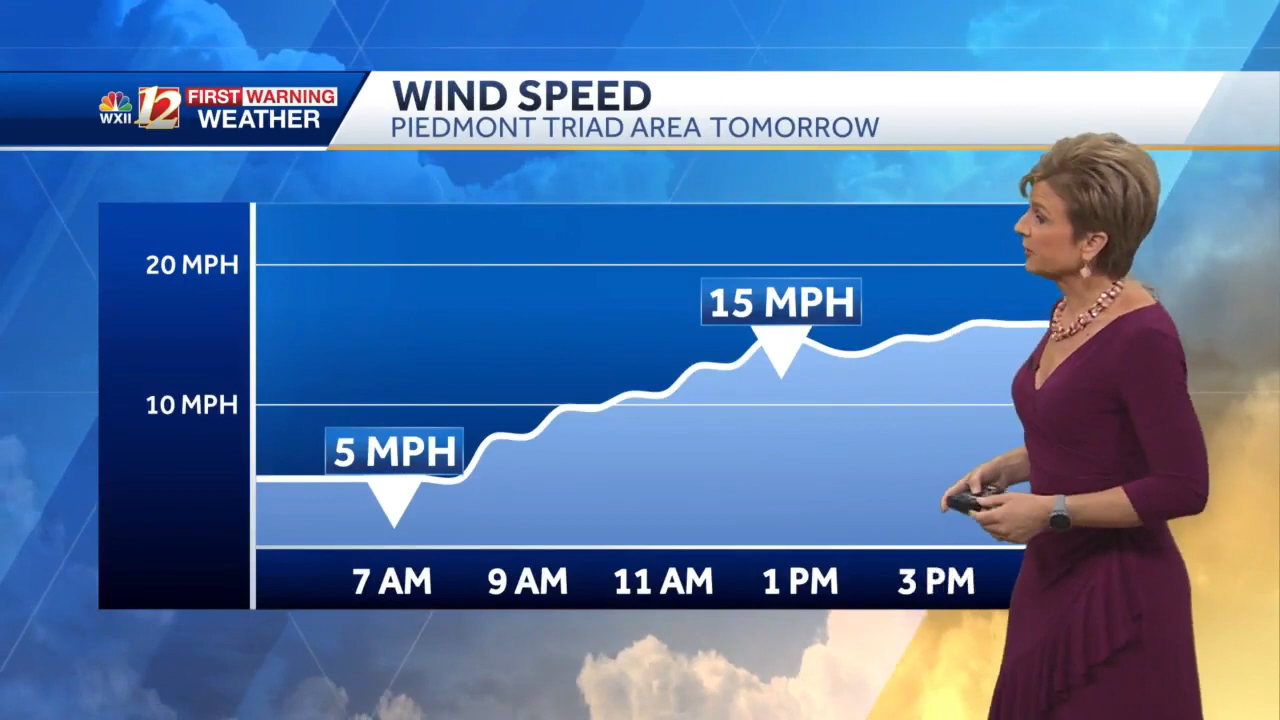 WXII 12 FIRST WARNING
WEATHER
WIND SPEED
PIEDMONT TRIAD AREA TOMORROW
20 MPH
15 MPH
10 MPH
5 MPH
7 AM 9 AM 11 AM 1 PM 3 PM